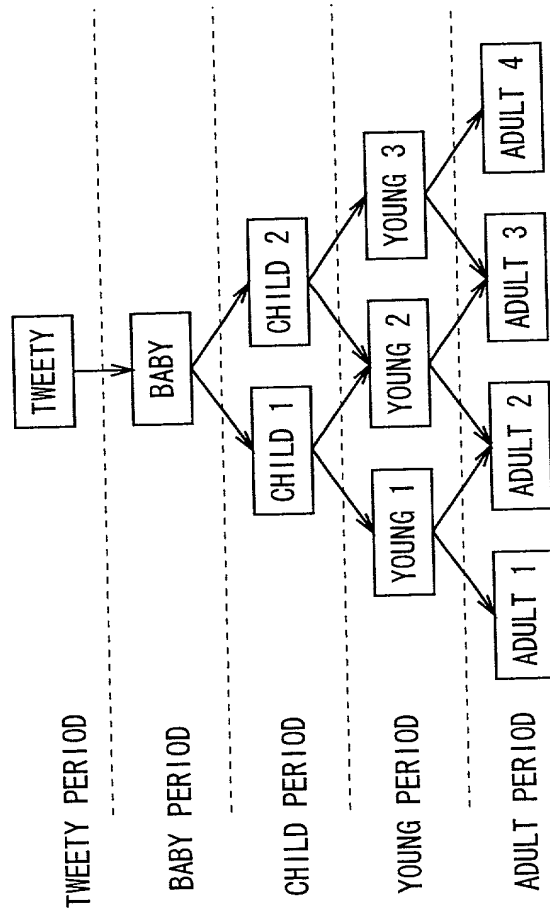 TWEETY PERIOD
TWEETY
BABY PERIOD
BABY
CHILD PERIOD
CHILD 1
CHILD 2
YOUNG PERIOD
YOUNG 1
YOUNG 2
YOUNG 3
ADULT PERIOD
ADULT 1
ADULT 2
ADULT 3
ADULT 4